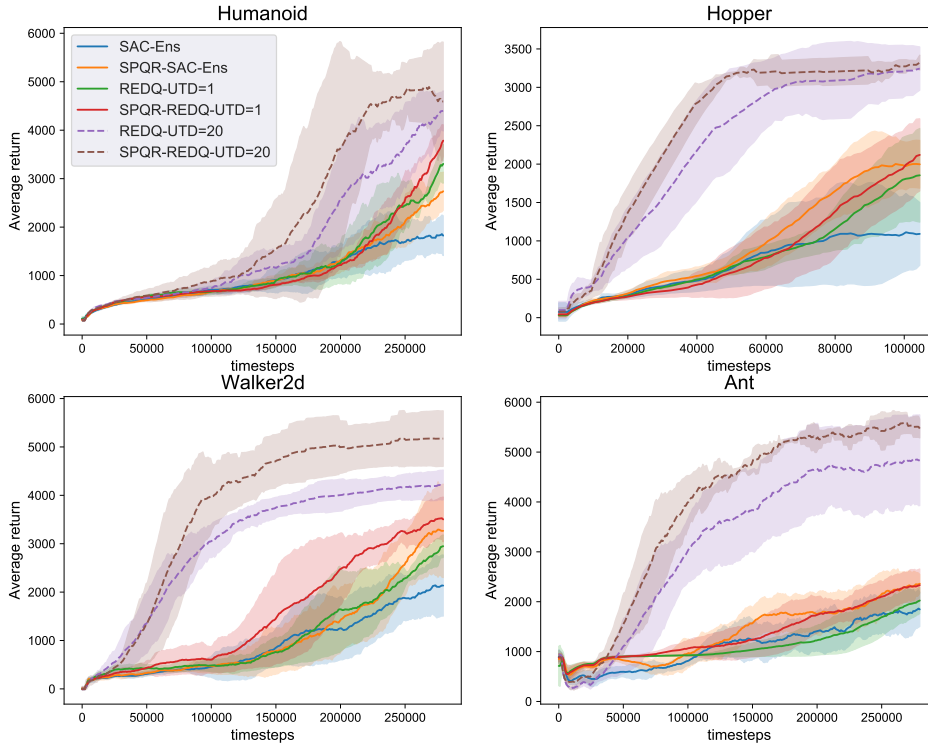 Humanoid
Average return
6000
5000
4000
3000
2000
1000
0
SAC-Ens
SPQR-SAC-Ens
REDQ-UTD=1
SPQR-REDQ-UTD=1
REDQ-UTD=20
SPQR-REDQ-UTD=20
0 50000 100000 150000 200000 250000
timesteps
Hopper
Average return
3500
3000
2500
2000
1500
1000
500
0
0 20000 40000 60000 80000 100000
timesteps
Walker2d
Average return
6000
5000
4000
3000
2000
1000
0
0 50000 100000 150000 200000 250000
timesteps
Ant
Average return
6000
5000
4000
3000
2000
1000
0
0 50000 100000 150000 200000 250000
timesteps